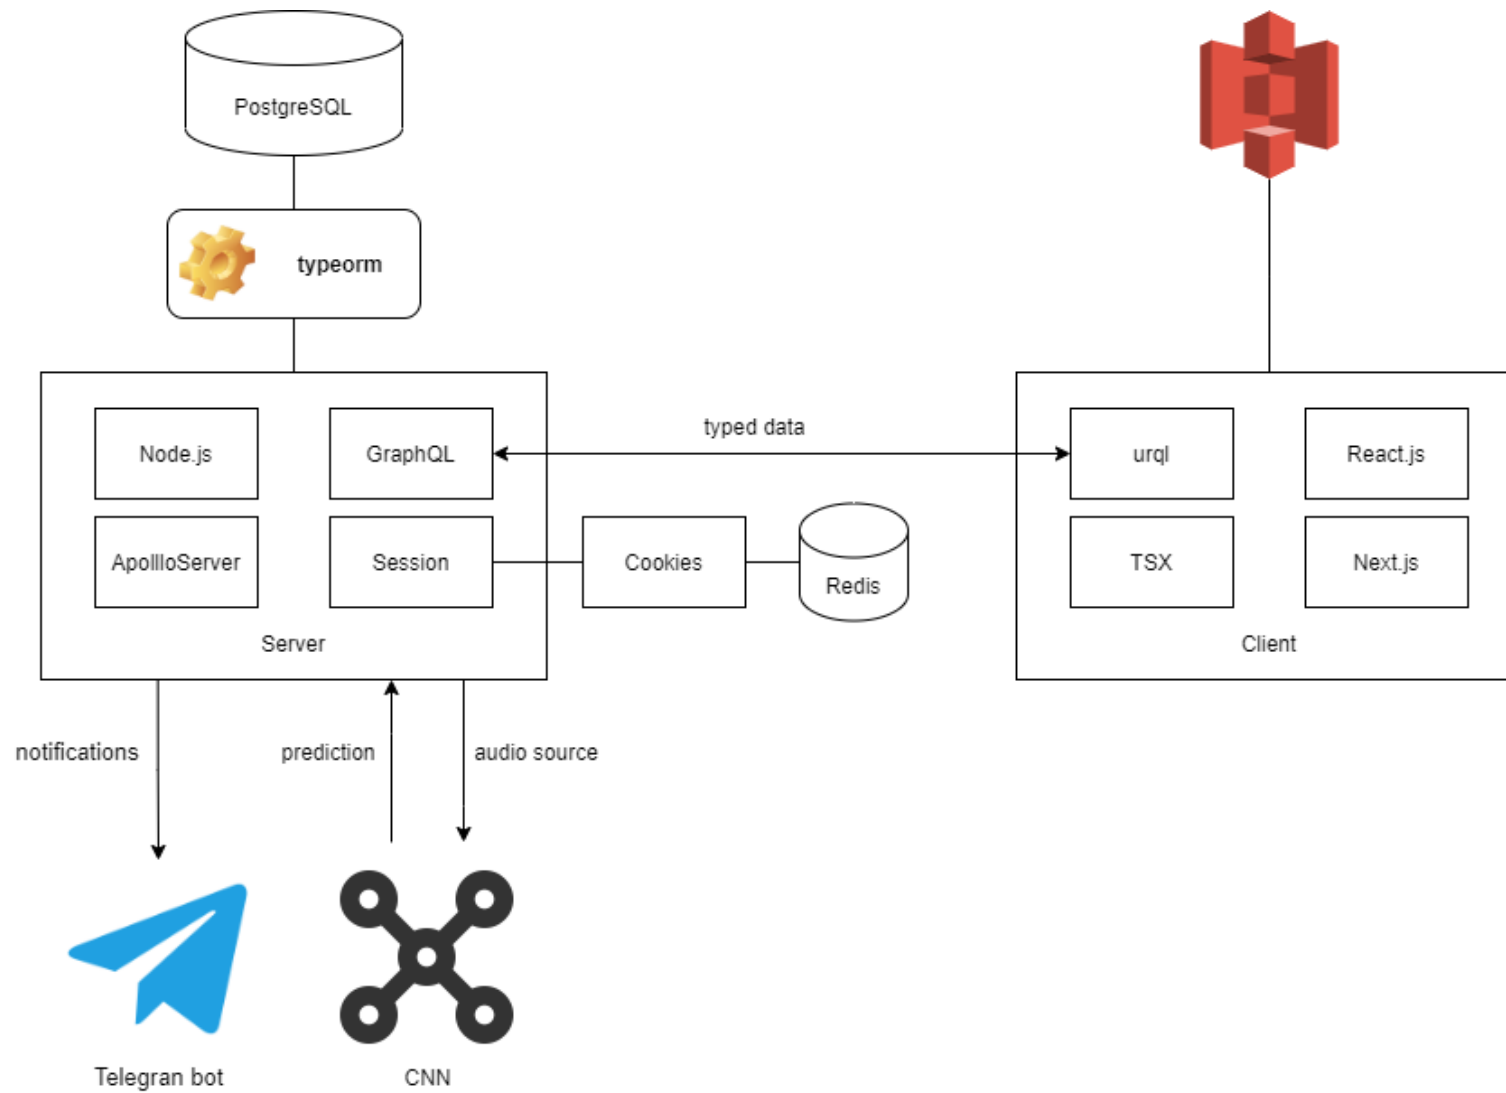 PostgreSQL
typeorm
Node.js
GraphQL
typed data
urql
React.js
ApollloServer
Session
Cookies
Redis
TSX
Next.js
Server
Client
notifications
prediction
audio source
Telegran bot
CNN